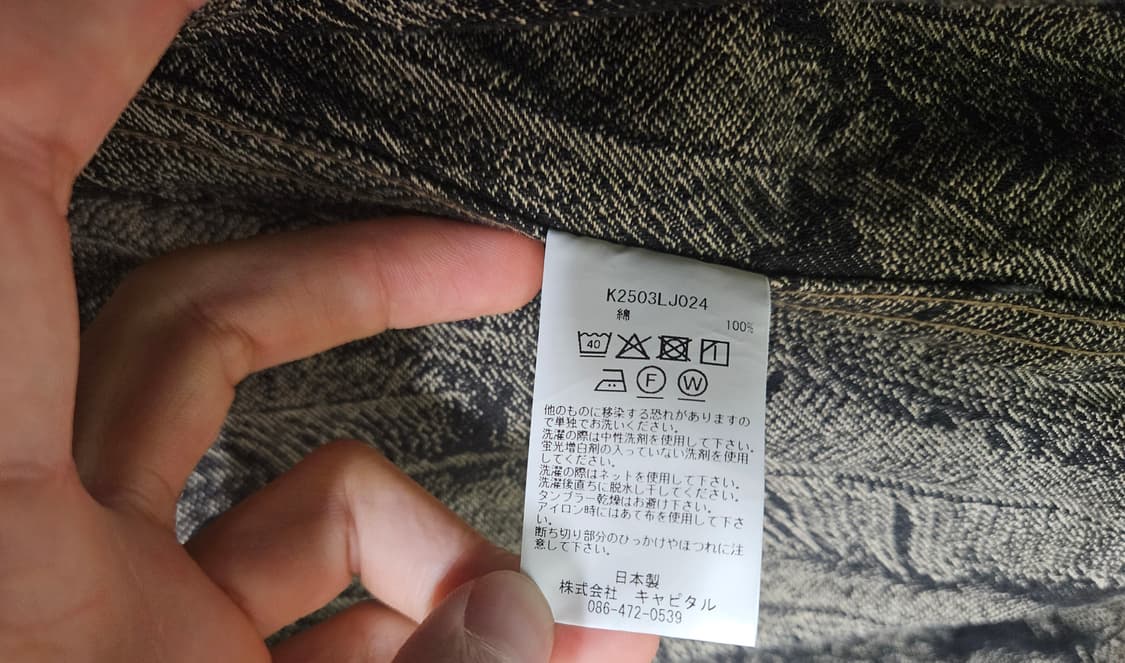 K2503LJ024
綿
100%
40
F W
他のものに移染する恐れがありますの
で単独でお洗いください。
洗濯の際は中性洗剤を使用して下さい。
蛍光増白剤の入っていない洗剤を使用
してください。
洗濯の際はネットを使用して下さい。
洗濯後直ちに脱水し干してください。
タンブラー乾燥はお避け下さい。
アイロン時にはあて布を使用して下さ
い。
断ち切り部分のひっかけやほつれに注
意して下さい。
日本製
株式会社 キャピタル
086-472-0539